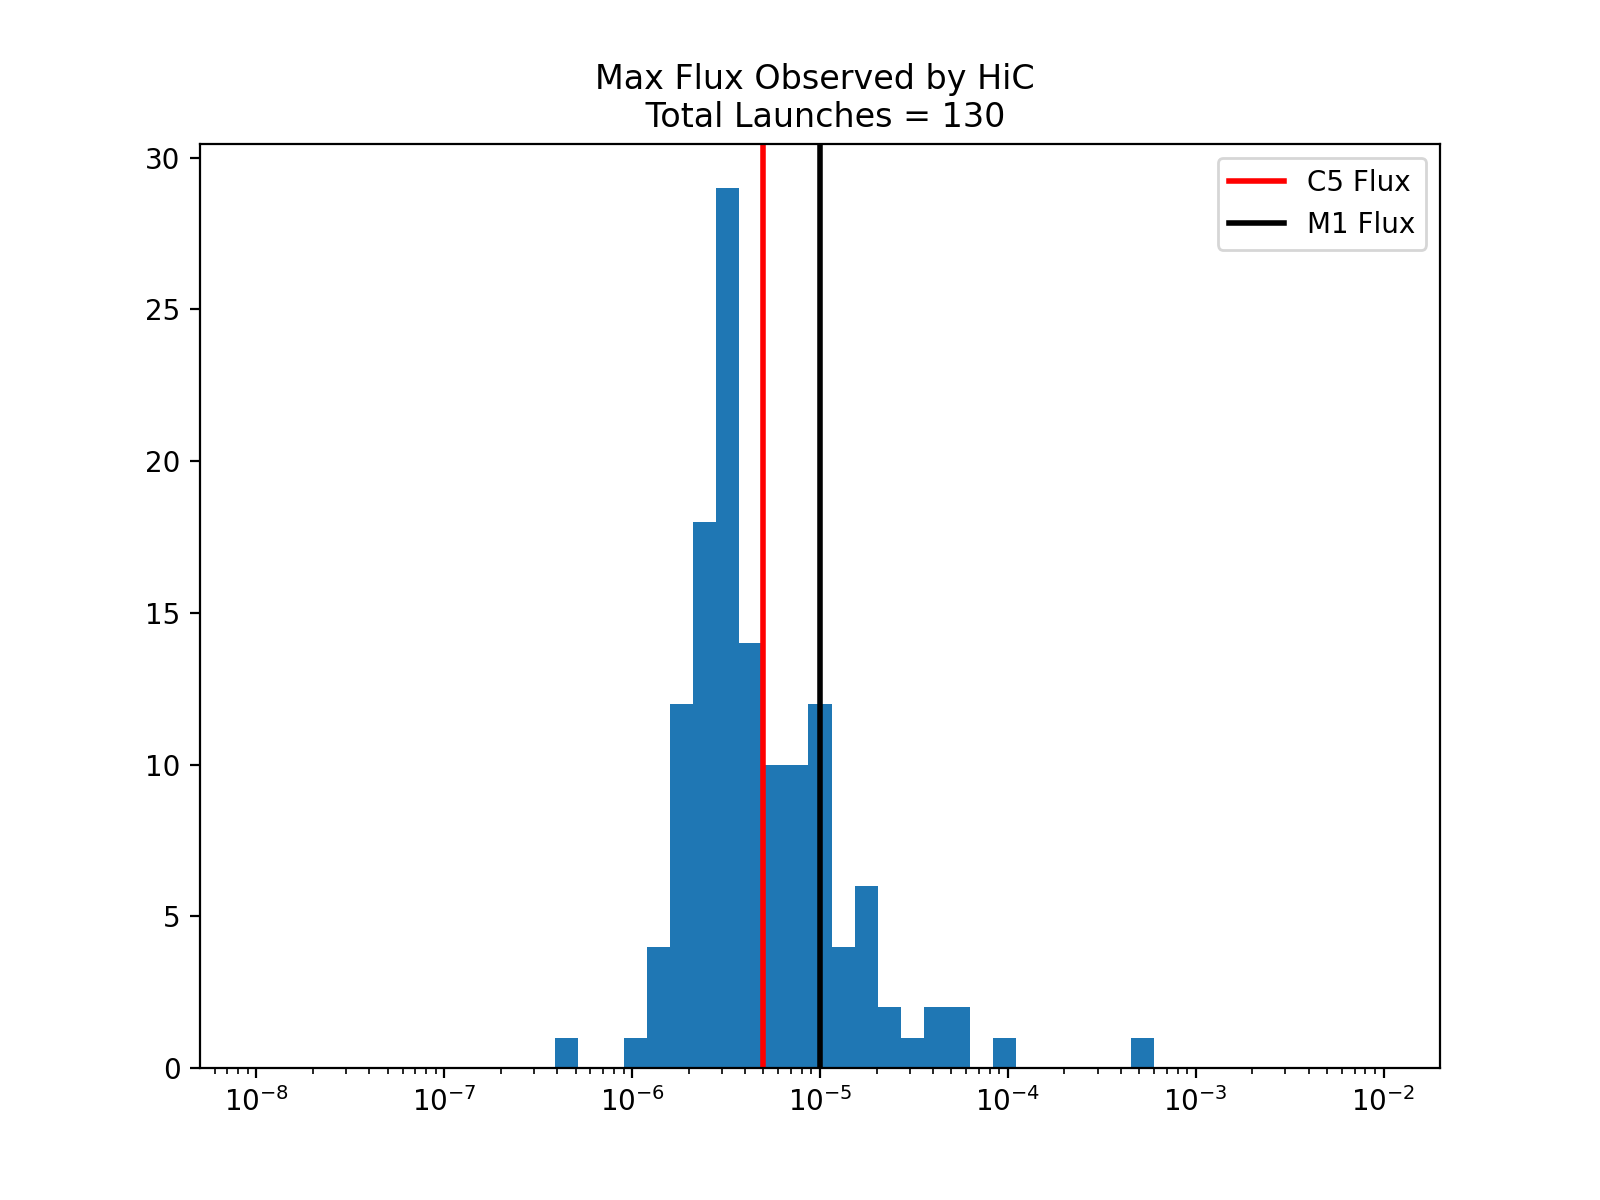 Max Flux Observed by HiC
Total Launches = 130
C5 Flux
M1 Flux
30
25
20
15
10
5
0
10⁻⁸ 10⁻⁷ 10⁻⁶ 10⁻⁵ 10⁻⁴ 10⁻³ 10⁻²